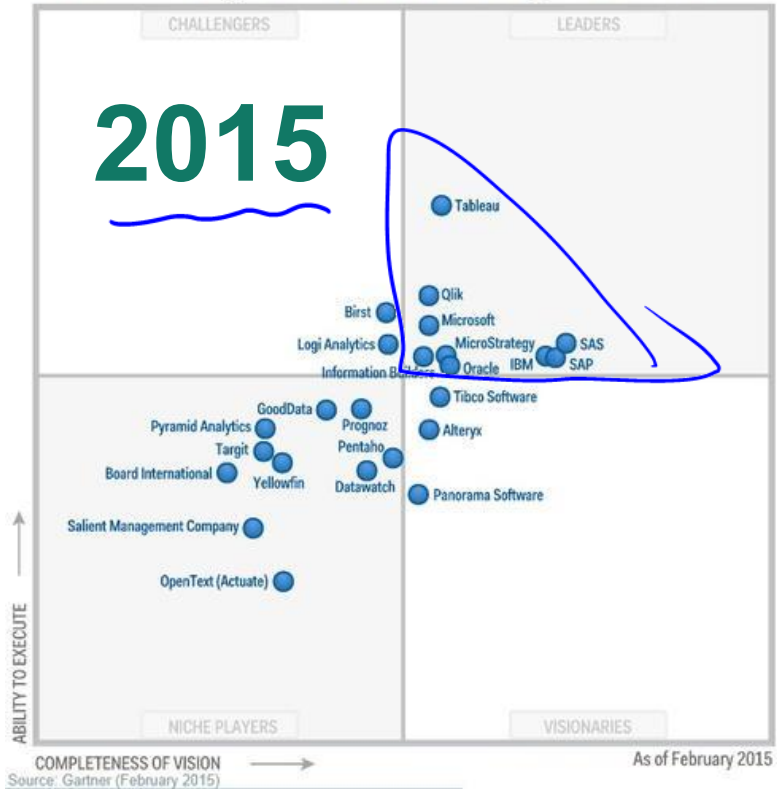 CHALLENGERS
LEADERS
2015
Tableau
Qlik
Birst
Microsoft
Logi Analytics
MicroStrategy
SAS
Information Builders
Oracle
IBM
SAP
Tibco Software
GoodData
Prognoz
Pyramid Analytics
Alteryx
Targit
Pentaho
Board International
Yellowfin
Datawatch
Panorama Software
Salient Management Company
OpenText (Actuate)
ABILITY TO EXECUTE
NICHE PLAYERS
VISIONARIES
COMPLETENESS OF VISION
As of February 2015
Source: Gartner (February 2015)